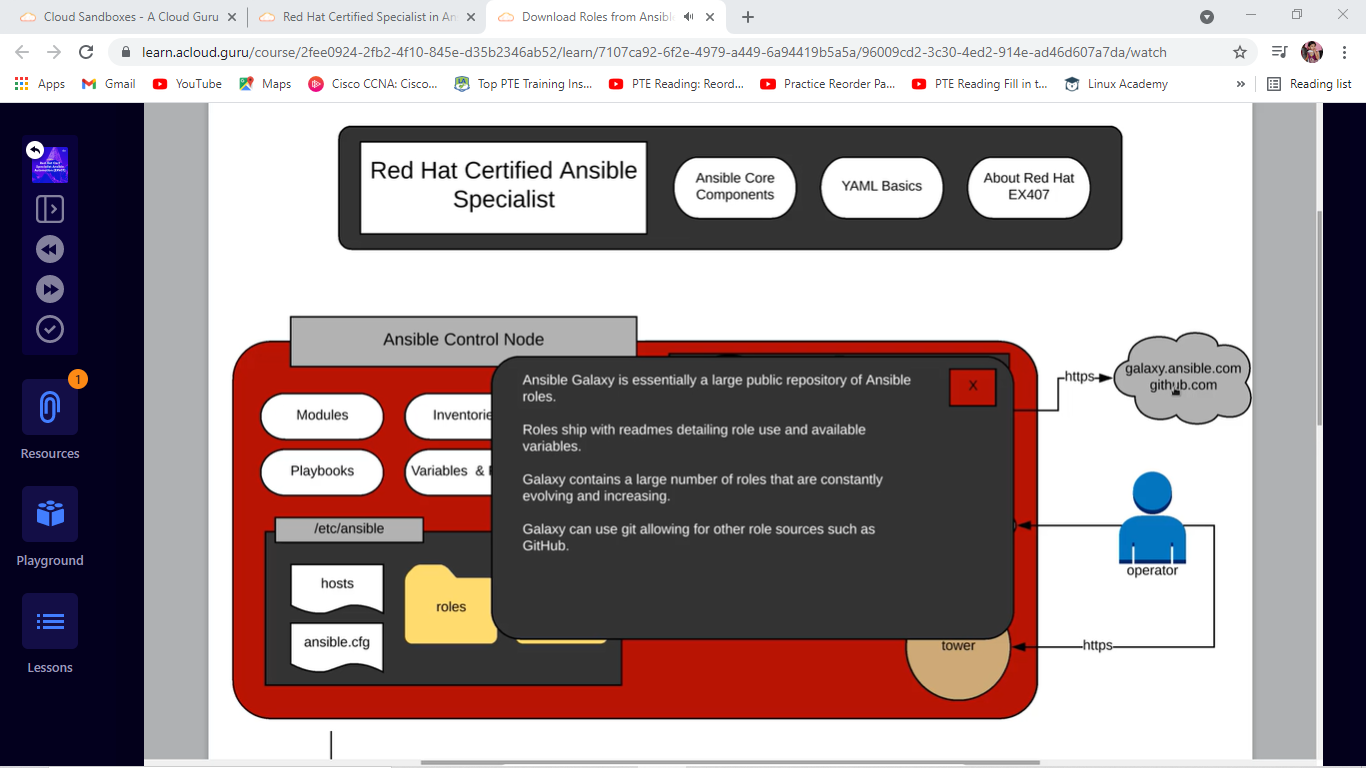 Cloud Sandboxes - A Cloud Guru
Red Hat Certified Specialist in An
Download Roles from Ansible
learn.acloud.guru/course/2fee0924-2fb2-4f10-845e-d35b2346ab52/learn/7107ca92-6f2e-4979-a449-6a94419b5a5a/96009cd2-3c30-4ed2-914e-ad46d607a7da/watch
Apps
Gmail
YouTube
Maps
Cisco CCNA: Cisco...
Top PTE Training Ins...
PTE Reading: Reord...
Practice Reorder Pa...
PTE Reading Fill in t...
Linux Academy
»
Reading list
1
Resources
Playground
Lessons
Red Hat Certified Ansible
Specialist
Ansible Core
Components
YAML Basics
About Red Hat
EX407
Ansible Control Node
Modules
Inventorie
Playbooks
Variables &
/etc/ansible
hosts
ansible.cfg
roles
Ansible Galaxy is essentially a large public repository of Ansible
roles.
Roles ship with readmes detailing role use and available
variables.
Galaxy contains a large number of roles that are constantly
evolving and increasing.
Galaxy can use git allowing for other role sources such as
GitHub.
X
https
galaxy.ansible.com
github.com
operator
tower
https